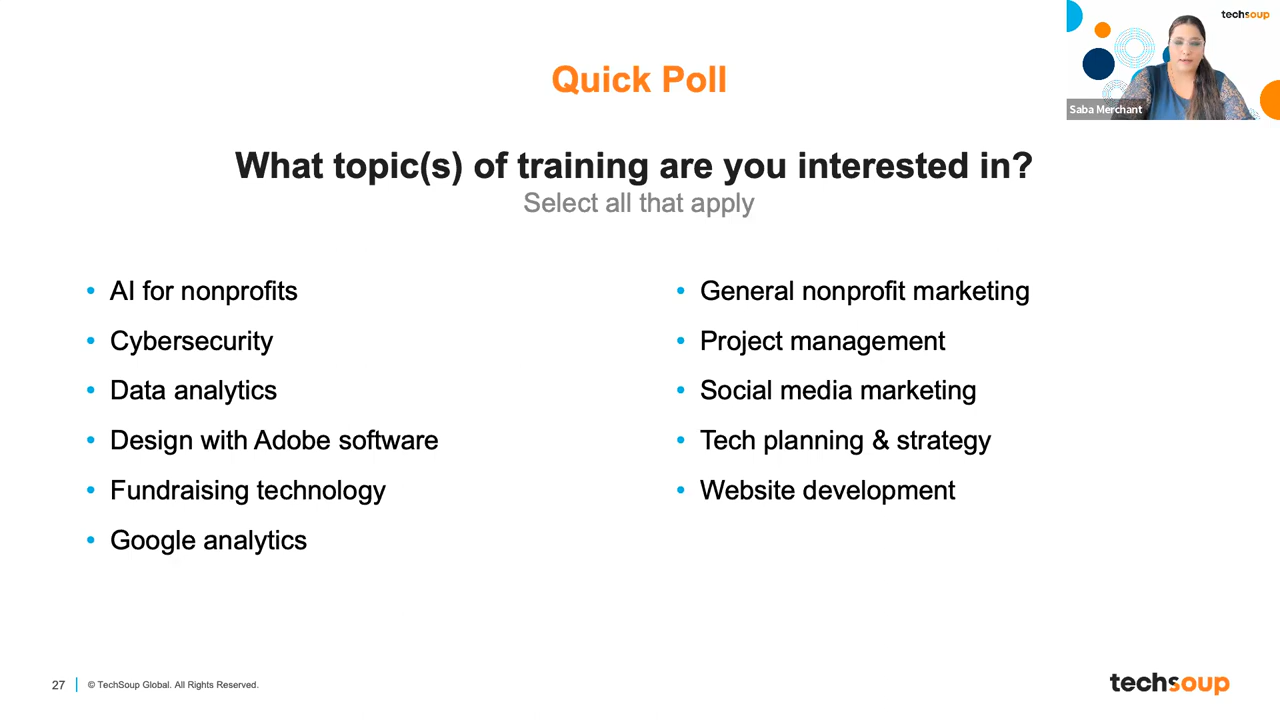 techsoup
Saba Merchant
Quick Poll
What topic(s) of training are you interested in?
Select all that apply
• AI for nonprofits
• Cybersecurity
• Data analytics
• Design with Adobe software
• Fundraising technology
• Google analytics
• General nonprofit marketing
• Project management
• Social media marketing
• Tech planning & strategy
• Website development
27 | © TechSoup Global. All Rights Reserved.
techsoup